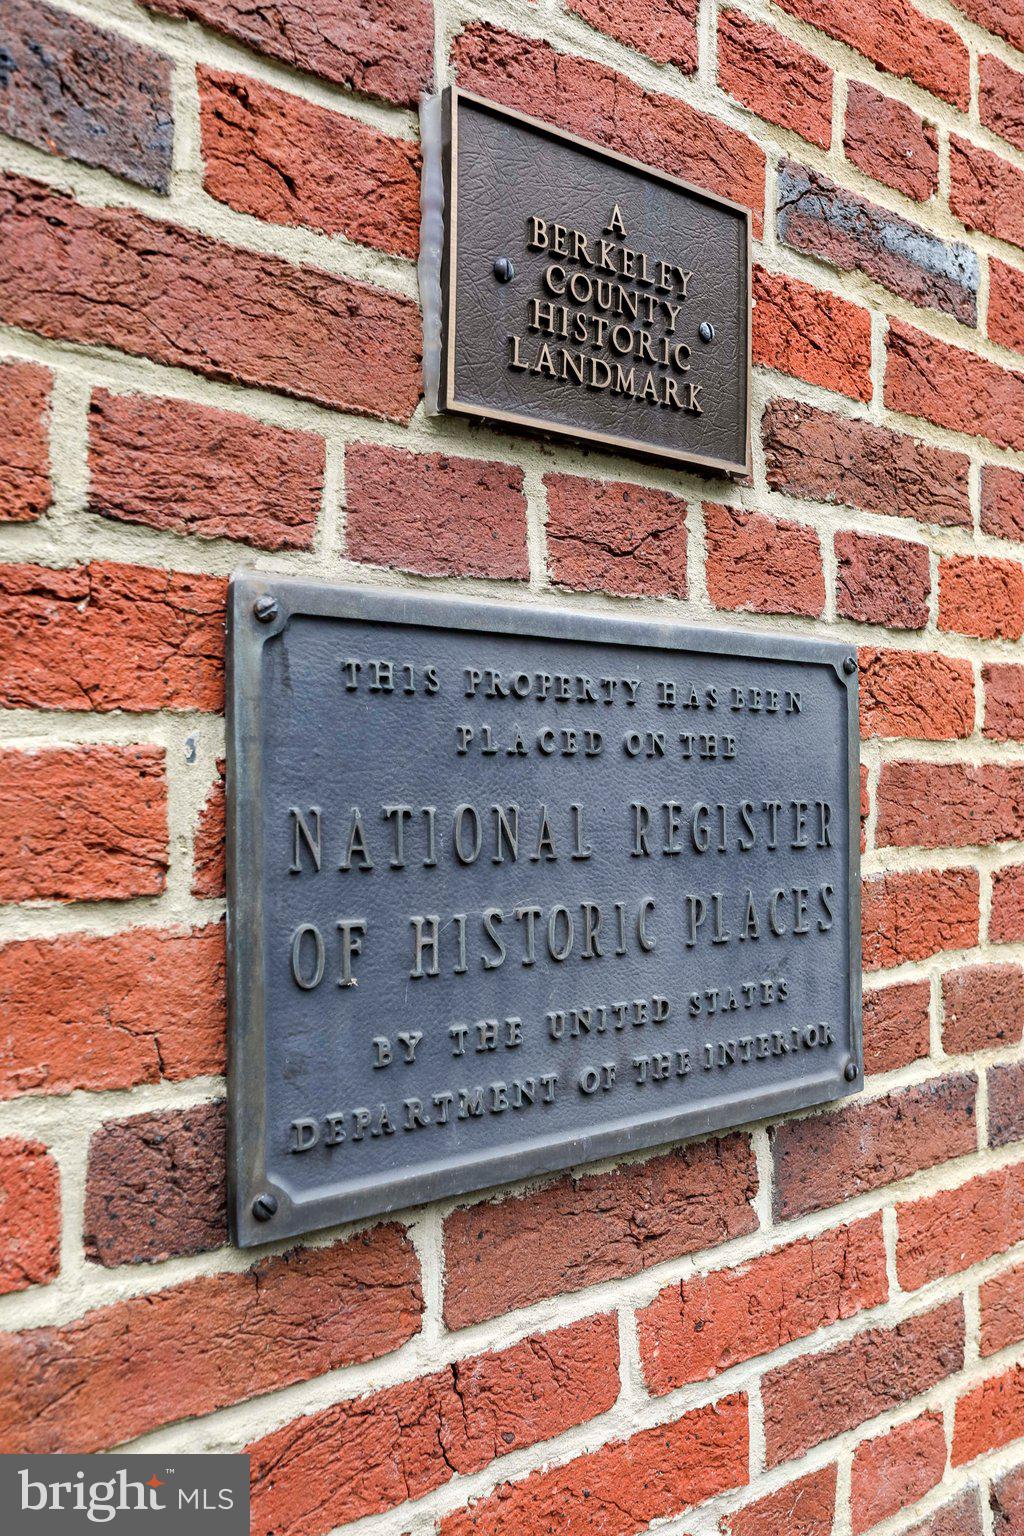 A
BERKELEY
COUNTY
HISTORIC
LANDMARK
THIS PROPERTY HAS BEEN
PLACED ON THE
NATIONAL REGISTER
OF HISTORIC PLACES
BY THE UNITED STATES
DEPARTMENT OF THE INTERIOR
bright™ MLS